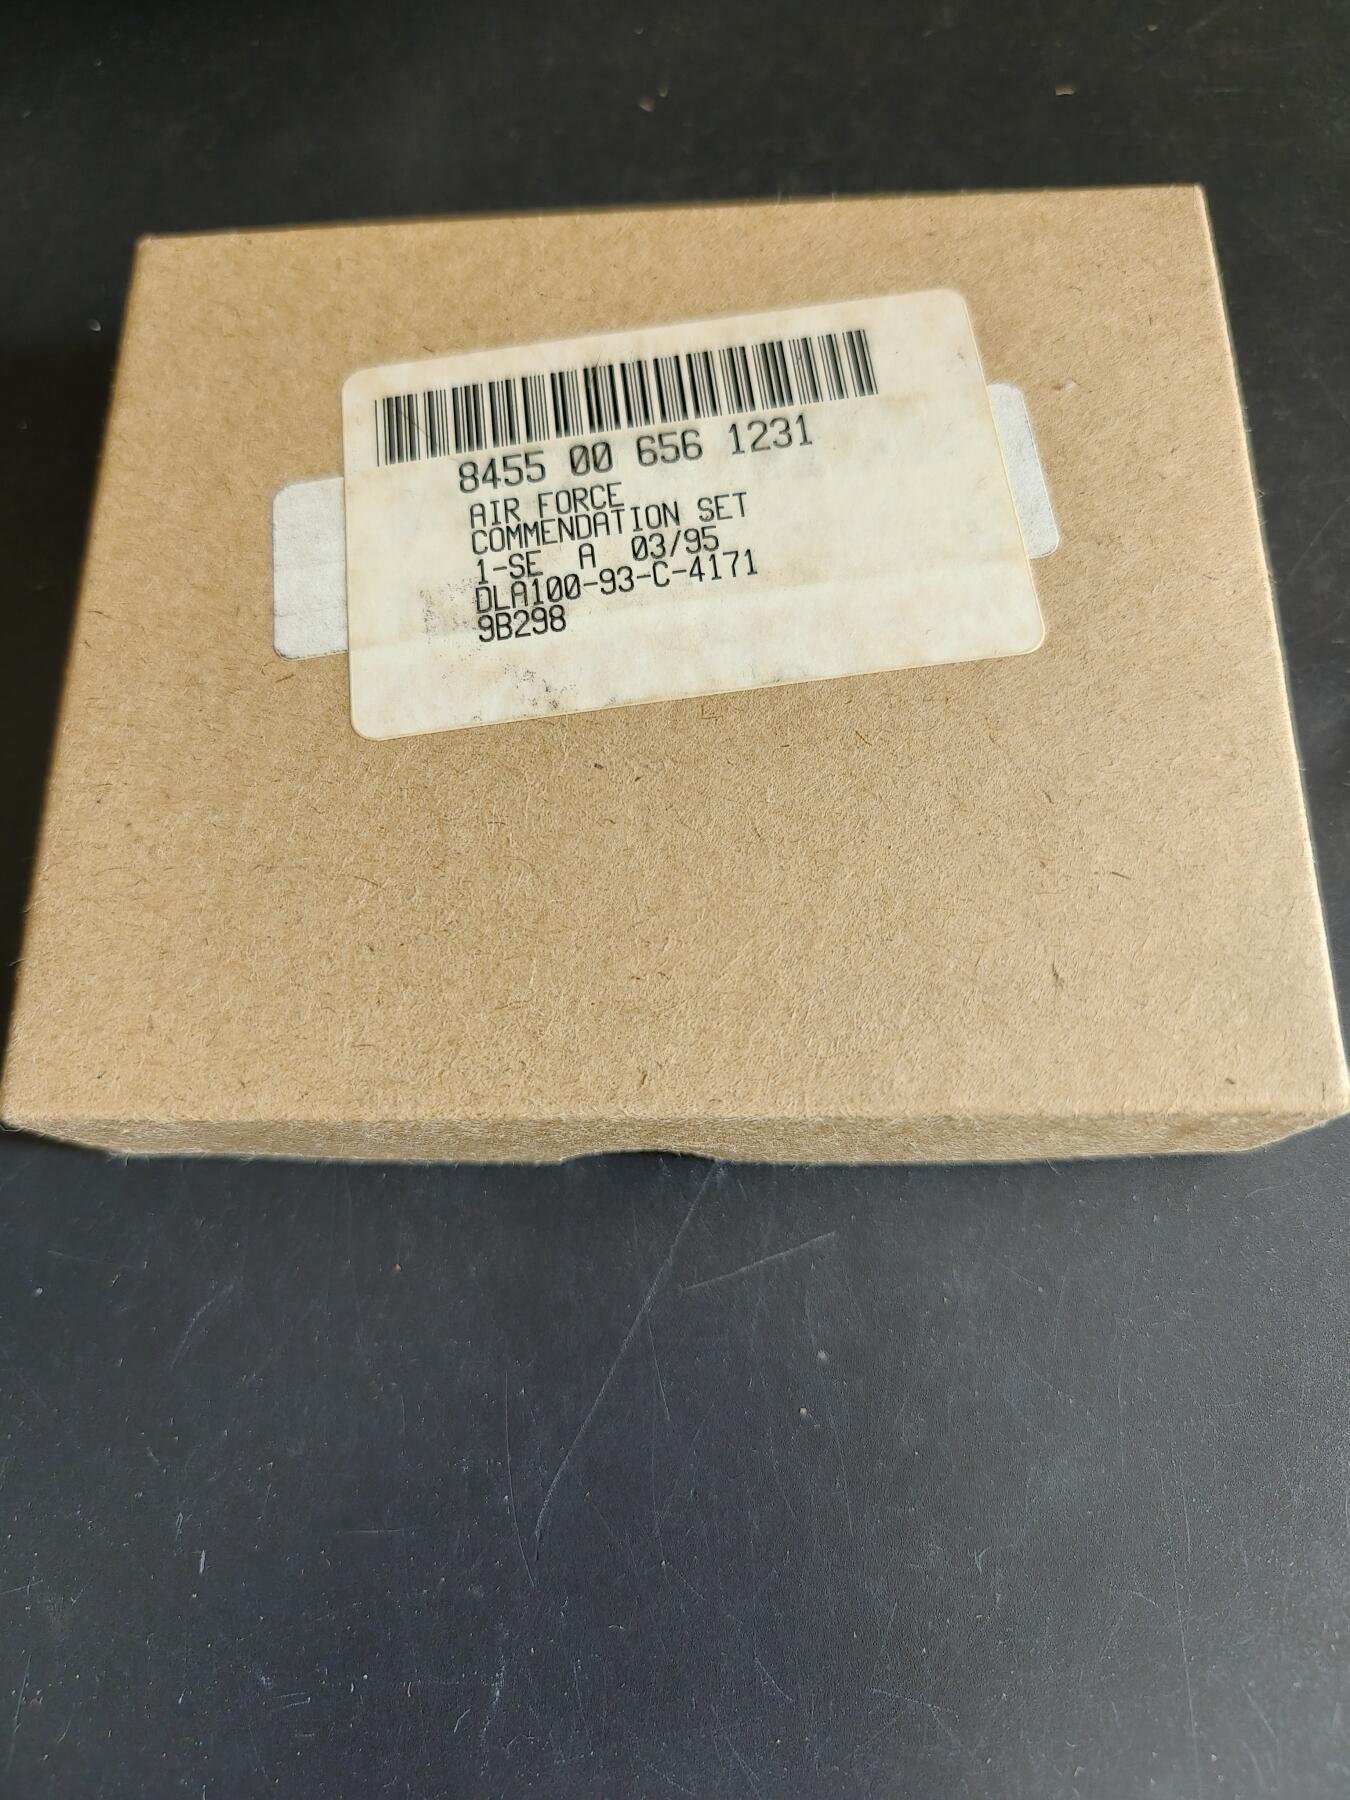 8455 00 656 1231
AIR FORCE
COMMENDATION SET
1-SE A 03/95
DLA100-93-C-4171
9B298